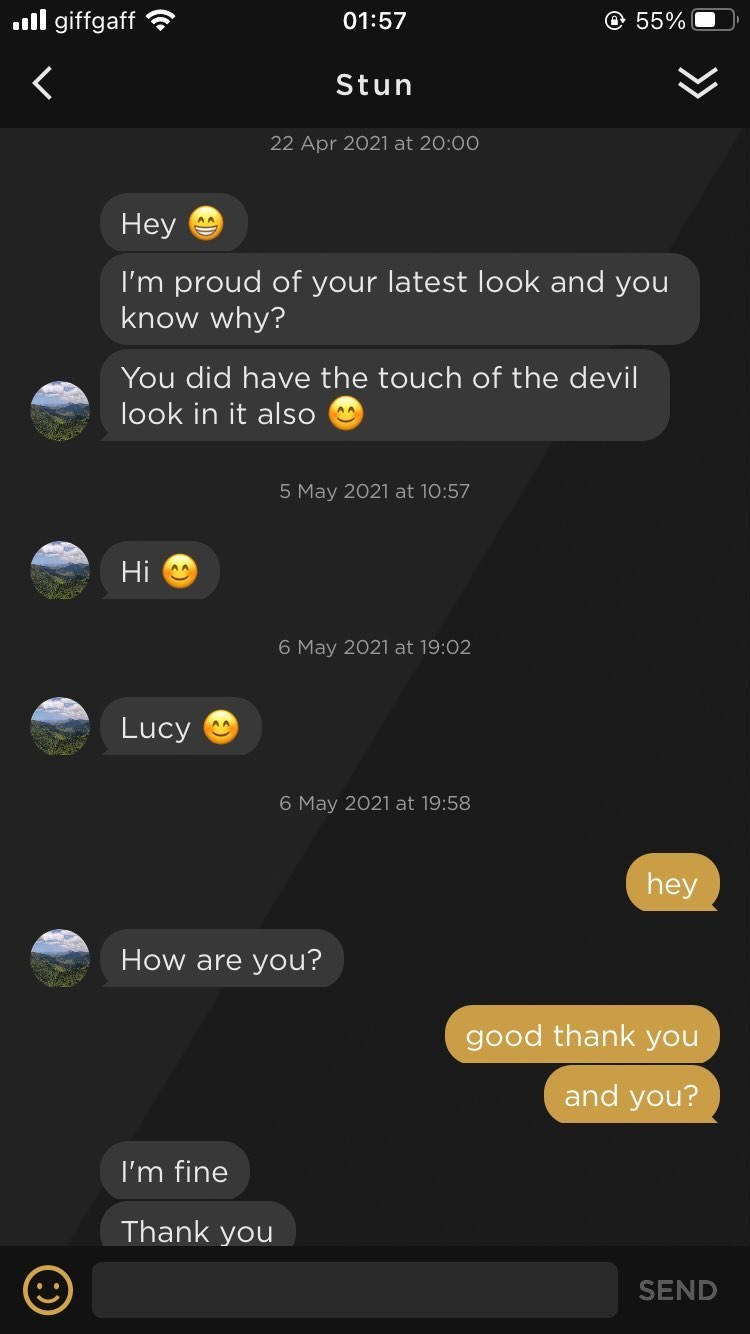 giffgaff 01:57 55%
Stun
22 Apr 2021 at 20:00
Hey 😁
I'm proud of your latest look and you
know why?
You did have the touch of the devil
look in it also 😊
5 May 2021 at 10:57
Hi 😊
6 May 2021 at 19:02
Lucy 😊
6 May 2021 at 19:58
hey
How are you?
good thank you
and you?
I'm fine
Thank you
SEND